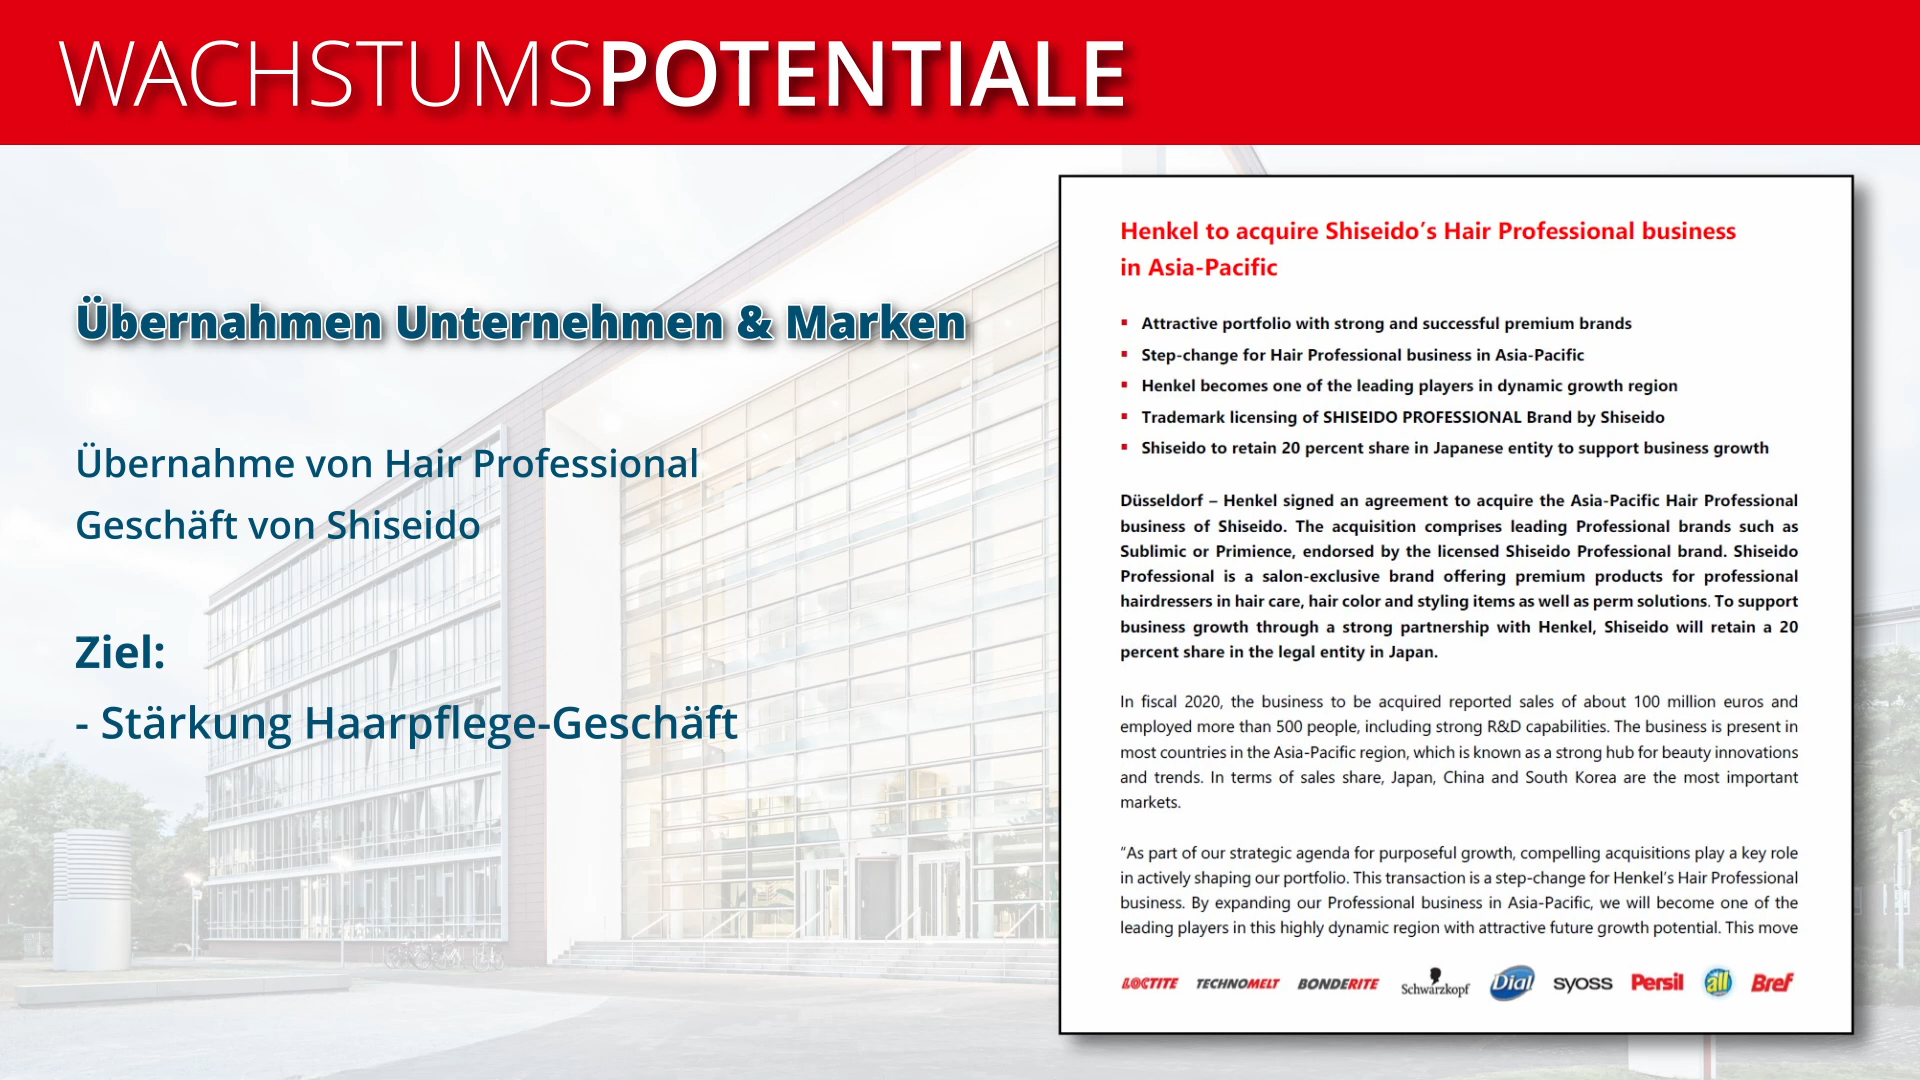 WACHSTUMSPOTENTIALE
Übernahmen Unternehmen & Marken
Übernahme von Hair Professional
Geschäft von Shiseido
Ziel:
- Stärkung Haarpflege-Geschäft
Henkel to acquire Shiseido’s Hair Professional business
in Asia-Pacific
▪ Attractive portfolio with strong and successful premium brands
▪ Step-change for Hair Professional business in Asia-Pacific
▪ Henkel becomes one of the leading players in dynamic growth region
▪ Trademark licensing of SHISEIDO PROFESSIONAL Brand by Shiseido
▪ Shiseido to retain 20 percent share in Japanese entity to support business growth
Düsseldorf – Henkel signed an agreement to acquire the Asia-Pacific Hair Professional
business of Shiseido. The acquisition comprises leading Professional brands such as
Sublimic or Primience, endorsed by the licensed Shiseido Professional brand. Shiseido
Professional is a salon-exclusive brand offering premium products for professional
hairdressers in hair care, hair color and styling items as well as perm solutions. To support
business growth through a strong partnership with Henkel, Shiseido will retain a 20
percent share in the legal entity in Japan.
In fiscal 2020, the business to be acquired reported sales of about 100 million euros and
employed more than 500 people, including strong R&D capabilities. The business is present in
most countries in the Asia-Pacific region, which is known as a strong hub for beauty innovations
and trends. In terms of sales share, Japan, China and South Korea are the most important
markets.
“As part of our strategic agenda for purposeful growth, compelling acquisitions play a key role
in actively shaping our portfolio. This transaction is a step-change for Henkel’s Hair Professional
business. By expanding our Professional business in Asia-Pacific, we will become one of the
leading players in this highly dynamic region with attractive future growth potential. This move
LOCTITE TECHNOMELT BONDERITE Schwarzkopf Dial syoss Persil all Bref